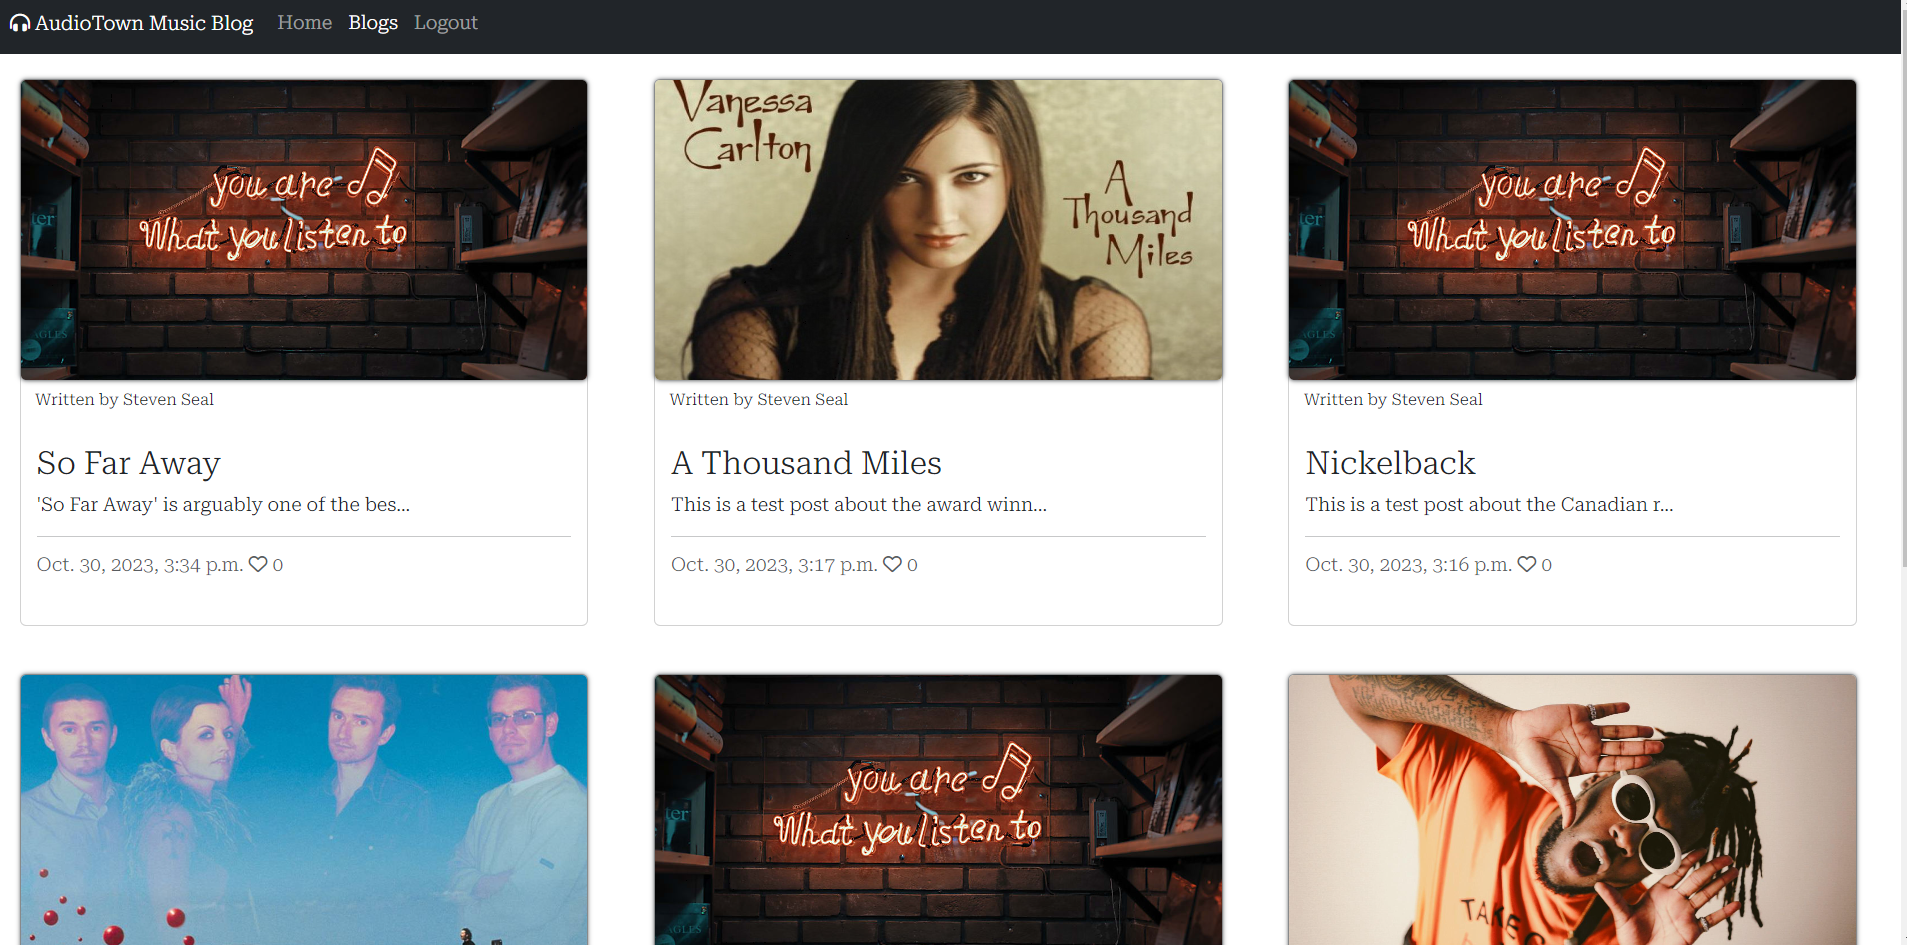 AudioTown Music Blog Home Blogs Logout
you are
What you listen to
Vanessa
Carlton
A
Thousand
Miles
you are
What you listen to
Written by Steven Seal
Written by Steven Seal
Written by Steven Seal
So Far Away
A Thousand Miles
Nickelback
'So Far Away' is arguably one of the bes...
This is a test post about the award winn...
This is a test post about the Canadian r...
Oct. 30, 2023, 3:34 p.m. 0
Oct. 30, 2023, 3:17 p.m. 0
Oct. 30, 2023, 3:16 p.m. 0
you are
What you listen to
TAKE